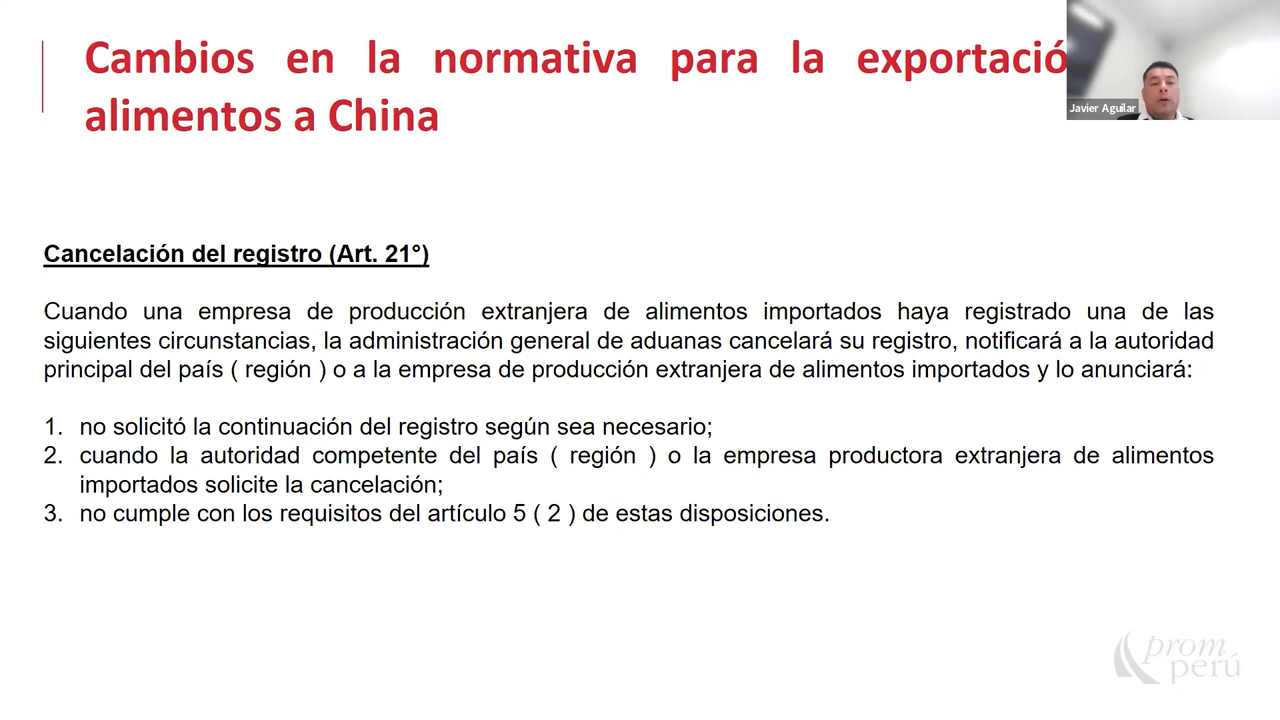 Cambios en la normativa para la exportació
alimentos a China
Javier Aguilar
Cancelación del registro (Art. 21°)
Cuando una empresa de producción extranjera de alimentos importados haya registrado una de las
siguientes circunstancias, la administración general de aduanas cancelará su registro, notificará a la autoridad
principal del país ( región ) o a la empresa de producción extranjera de alimentos importados y lo anunciará:
1. no solicitó la continuación del registro según sea necesario;
2. cuando la autoridad competente del país ( región ) o la empresa productora extranjera de alimentos
importados solicite la cancelación;
3. no cumple con los requisitos del artículo 5 ( 2 ) de estas disposiciones.
prom
perú